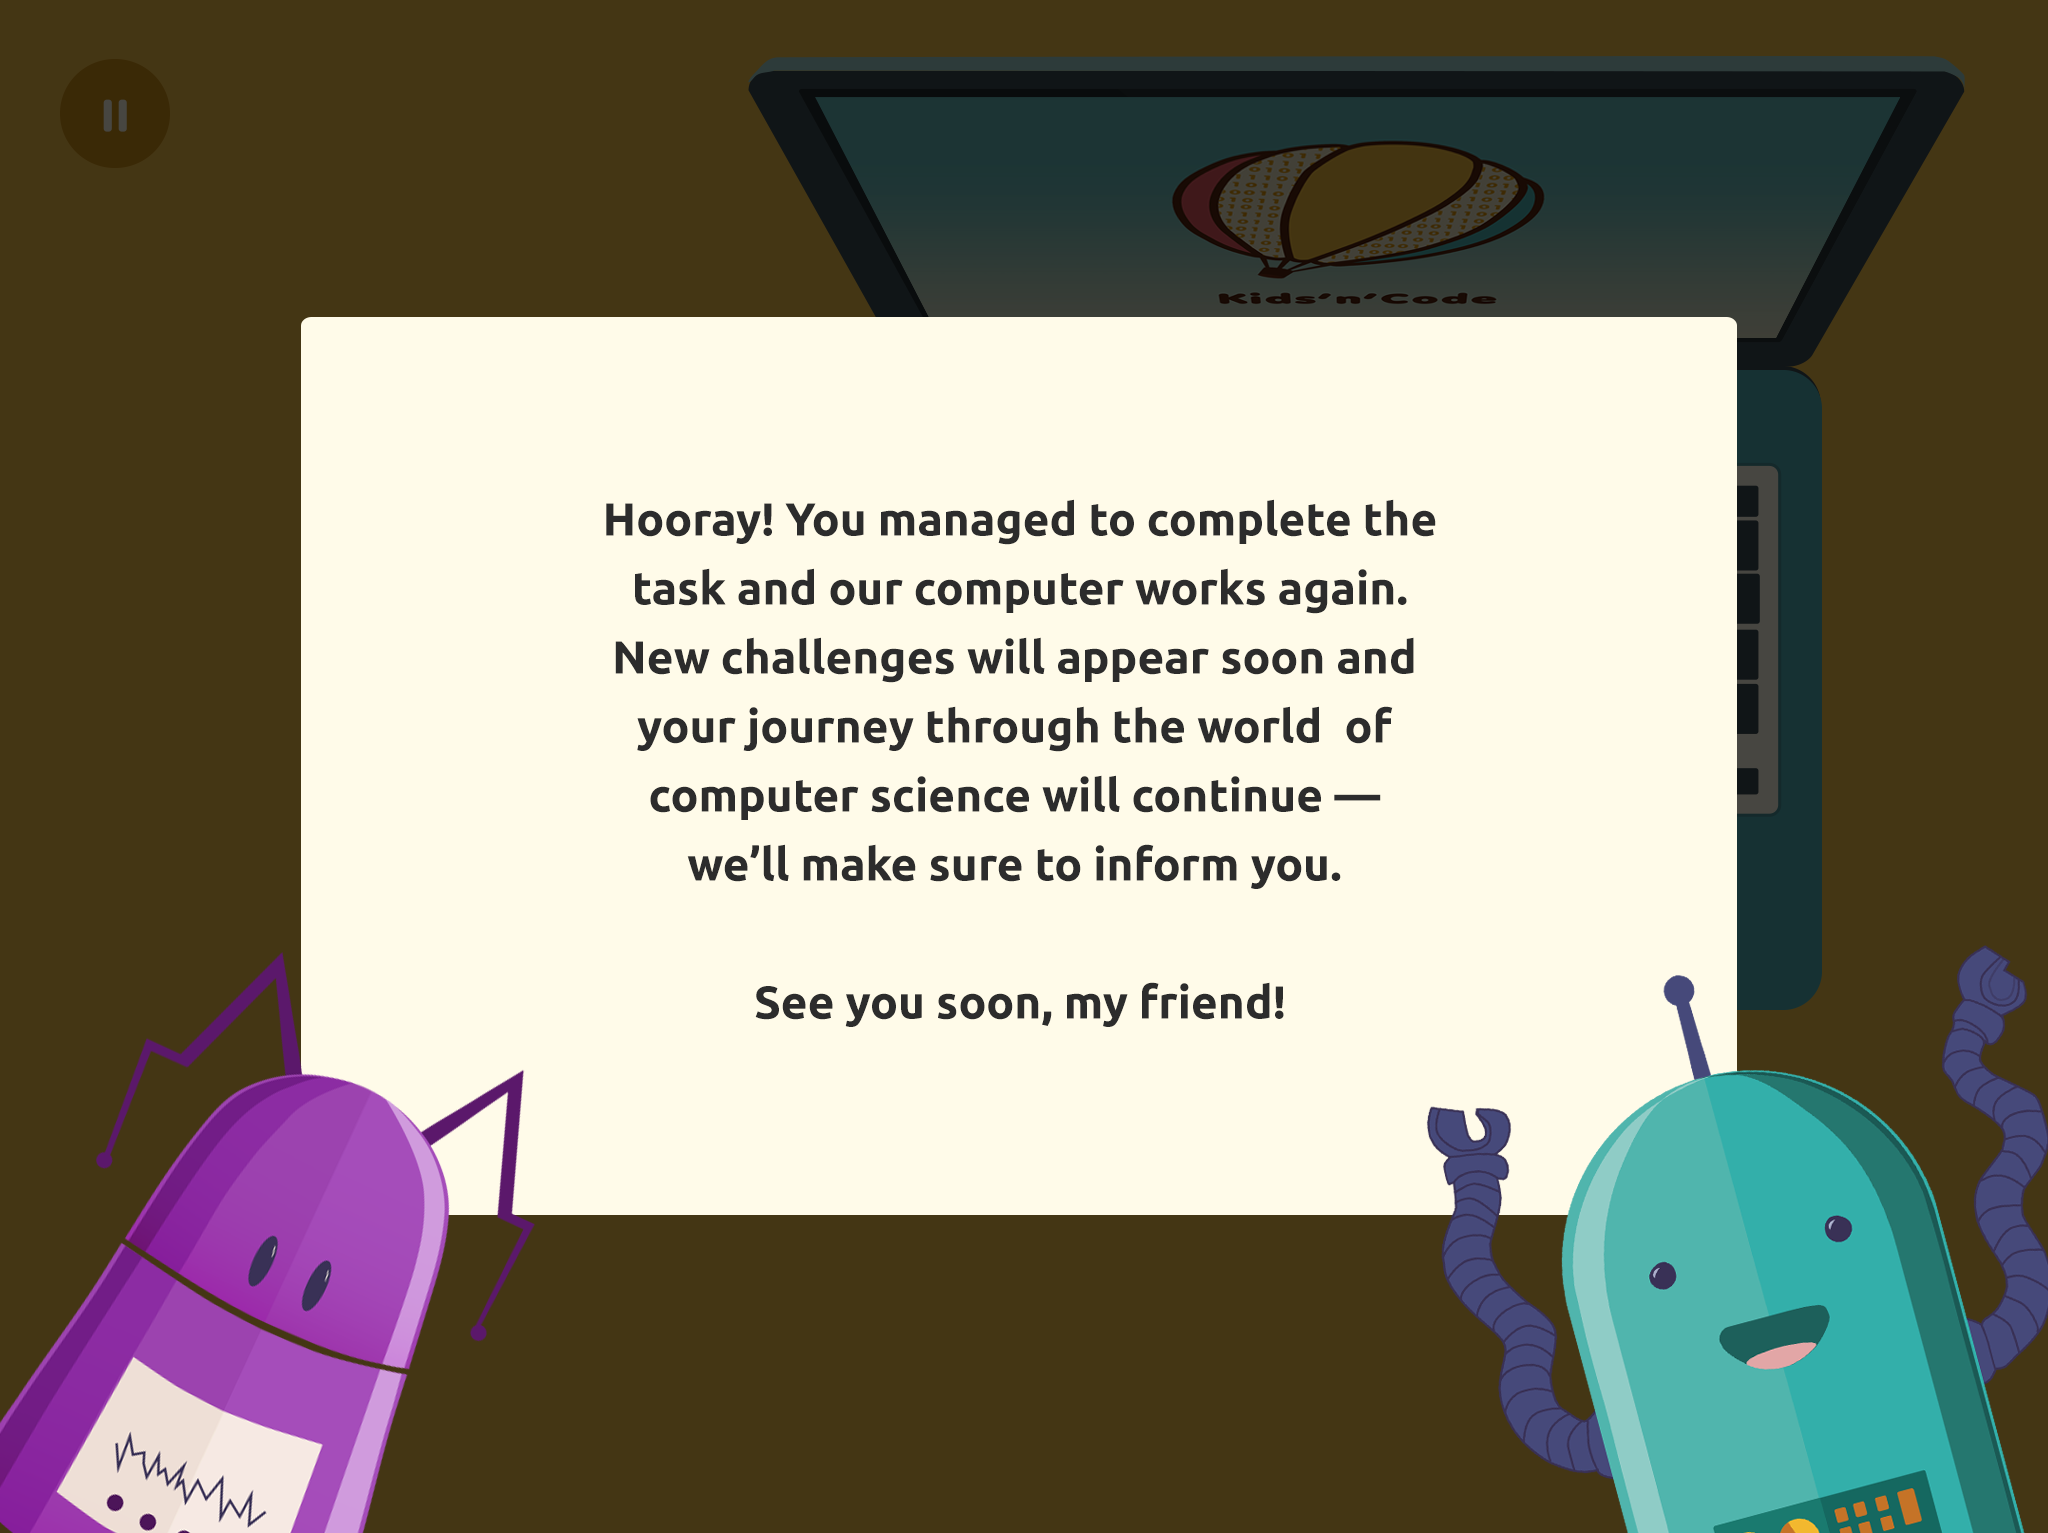 Kids'n'Code
Hooray! You managed to complete the
task and our computer works again.
New challenges will appear soon and
your journey through the world  of
computer science will continue —
we’ll make sure to inform you.
See you soon, my friend!